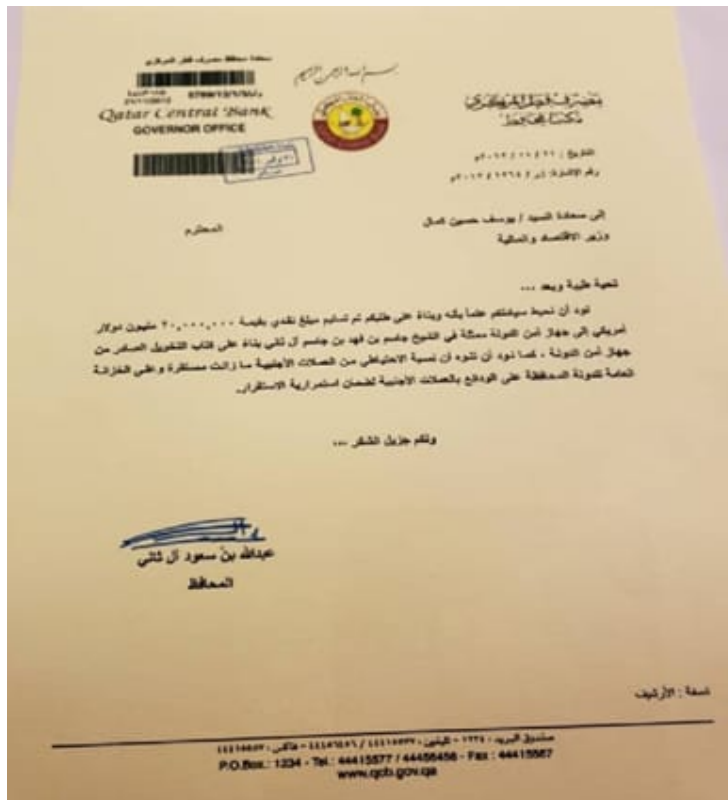 سعادة محافظ مصرف قطر المركزي
Qatar Central Bank
GOVERNOR OFFICE
بسم الله الرحمن الرحيم
مصرف قطر المركزي
مكتب المحافظ
إلى سعادة السيد / يوسف حسين كمال
المحترم
وزير الاقتصاد والمالية
تحية طيبة وبعد ...
نود أن نحيط سيادتكم علماً بأنه وبناءً على طلبكم تم تسليم مبلغ نقدي بقيمة ٢٠,٠٠٠,٠٠٠ مليون دولار
أمريكي إلى جهاز أمن الدولة ممثلة في الشيخ جاسم بن فهد بن جاسم آل ثاني بناءً على كتاب التخويل الصادر من
جهاز أمن الدولة ، كما نود أن ننوه أن نسبة الاحتياطي من العملات الأجنبية ما زالت مستقرة وعلى الخزانة
العامة للدولة المحافظة على الودائع بالعملات الأجنبية لضمان استمرارية الاستقرار.
ولكم جزيل الشكر ...
عبدالله بن سعود آل ثاني
المحافظ
نسخة : الأرشيف
P.O.Box.: 1234 - Tel.: 44415577 / 44456456 - Fax : 44415587
www.qcb.gov.qa